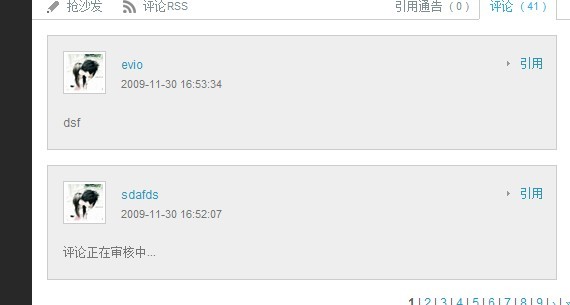 抢沙发 评论RSS 引用通告（0） 评论（41）
evio 引用
2009-11-30 16:53:34
dsf
sdafds 引用
2009-11-30 16:52:07
评论正在审核中...
1 | 2 | 3 | 4 | 5 | 6 | 7 | 8 | 9 | › | »